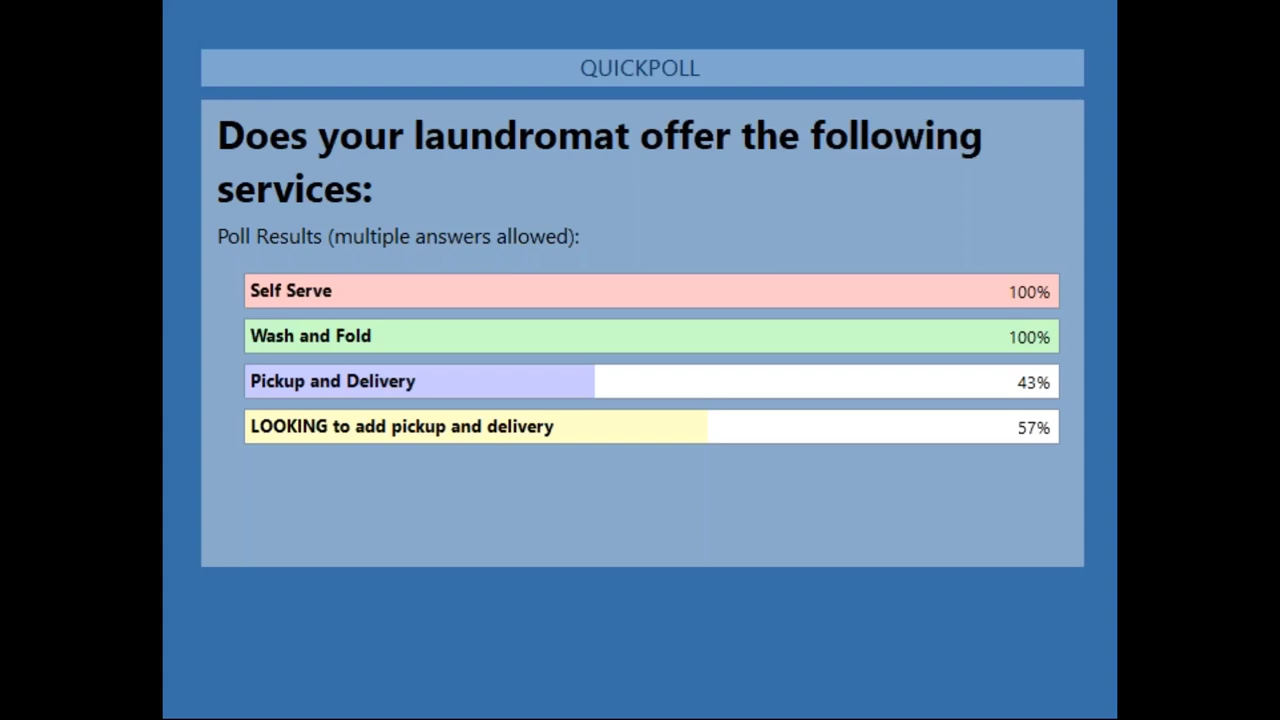 QUICKPOLL
Does your laundromat offer the following
services:
Poll Results (multiple answers allowed):
Self Serve 100%
Wash and Fold 100%
Pickup and Delivery 43%
LOOKING to add pickup and delivery 57%